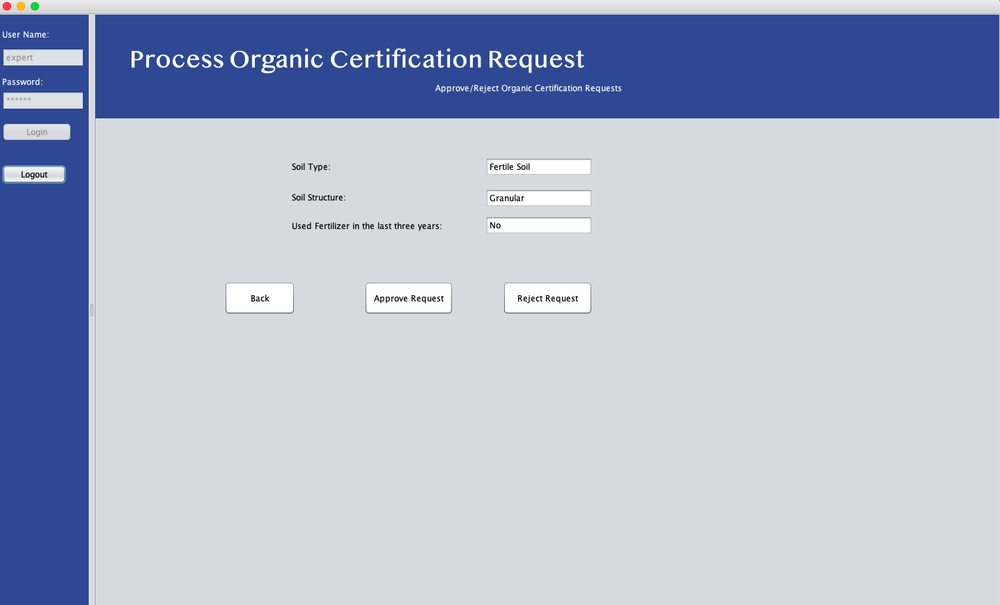 User Name:
expert
Password:
******
Login
Logout
Process Organic Certification Request
Approve/Reject Organic Certification Requests
Soil Type:
Fertile Soil
Soil Structure:
Granular
Used Fertilizer in the last three years:
No
Back
Approve Request
Reject Request